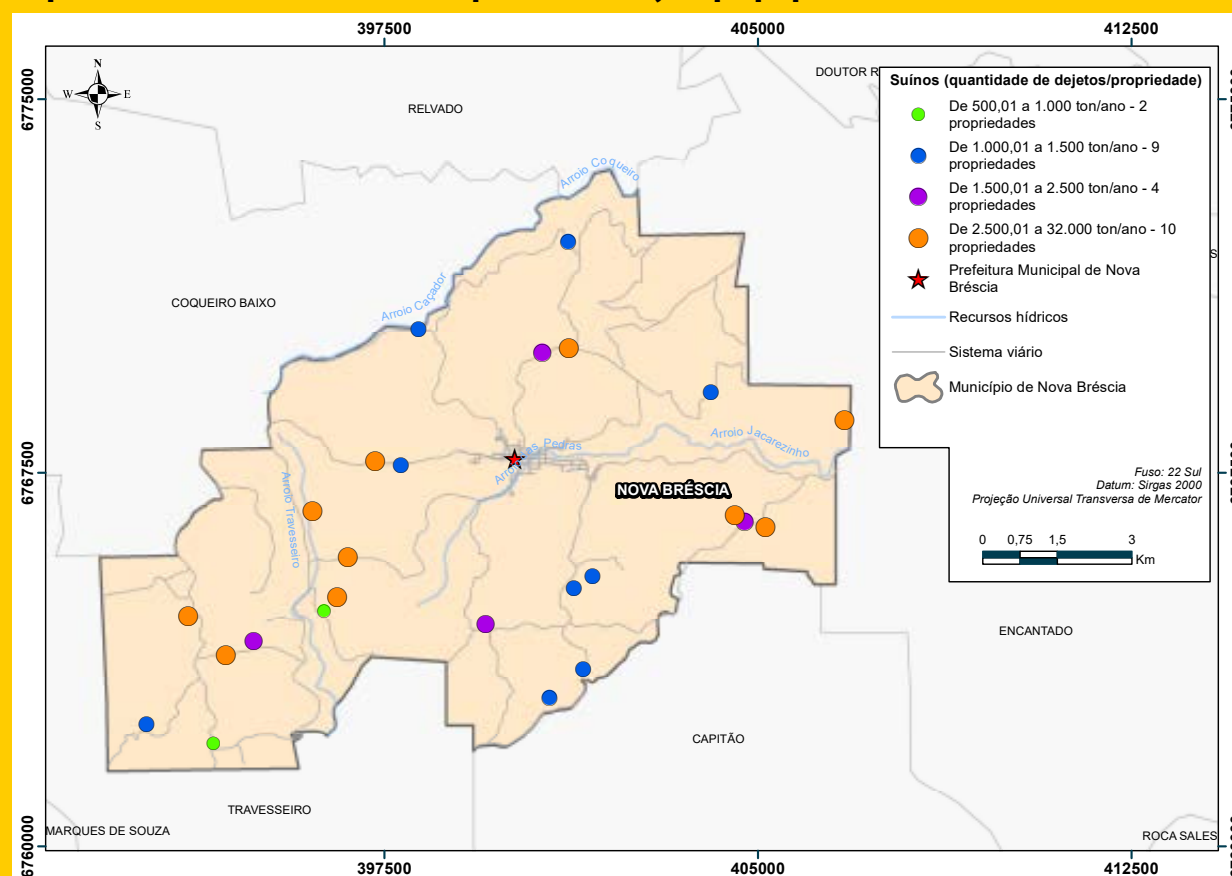 397500
405000
412500
6775000
N
W
E
S
RELVADO
DOUTOR R
Suínos (quantidade de dejetos/propriedade)
De 500,01 a 1.000 ton/ano - 2
propriedades
De 1.000,01 a 1.500 ton/ano - 9
propriedades
De 1.500,01 a 2.500 ton/ano - 4
propriedades
De 2.500,01 a 32.000 ton/ano - 10
propriedades
Prefeitura Municipal de Nova
Bréscia
Recursos hídricos
Sistema viário
Município de Nova Bréscia
Arroio Coqueiro
S
COQUEIRO BAIXO
Arroio Caçador
Arroio Jacarezinho
Pedras
6767500
Arroio Travesseiro
NOVA BRÉSCIA
Fuso: 22 Sul
Datum: Sirgas 2000
Projeção Universal Transversa de Mercator
0 0,75 1,5 3
Km
ENCANTADO
CAPITÃO
TRAVESSEIRO
MARQUES DE SOUZA
ROCA SALES
6760000
397500
405000
412500